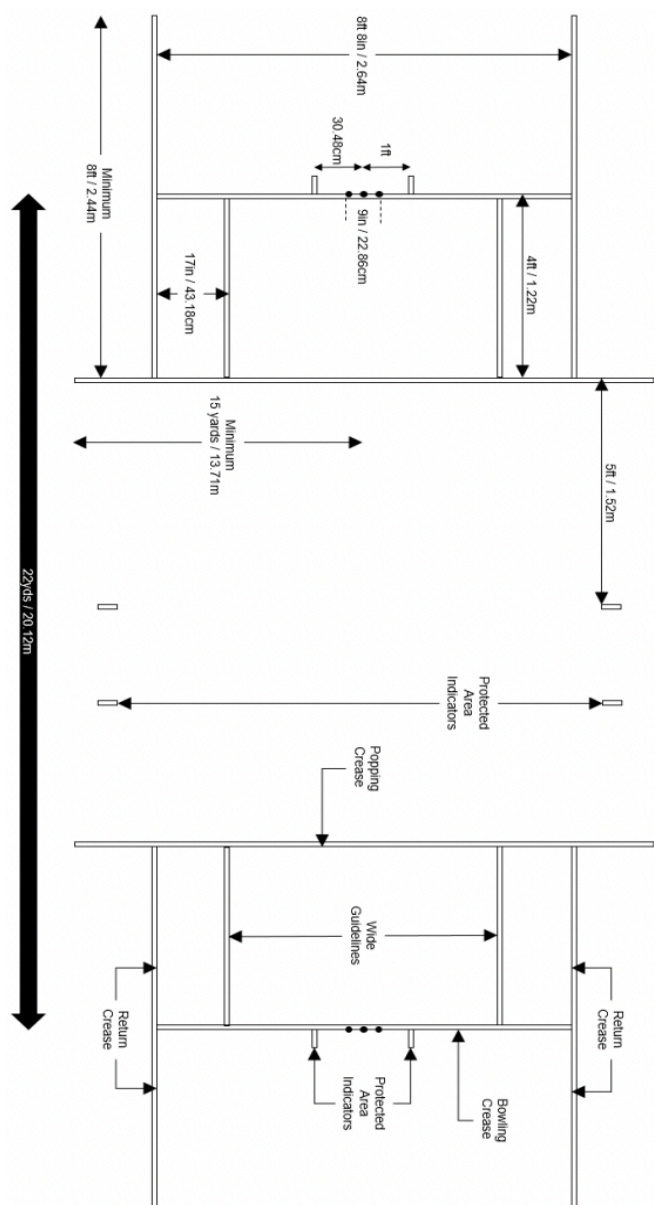 8ft 8in / 2.64m
30.48cm
1ft
Minimum
8ft / 2.44m
9in / 22.86cm
17in / 43.18cm
4ft / 1.22m
Minimum
15 yards / 13.71m
5ft / 1.52m
22yds / 20.12m
Protected
Area
Indicators
Popping
Crease
Wide
Guidelines
Return
Crease
Return
Crease
Protected
Area
Indicators
Bowling
Crease